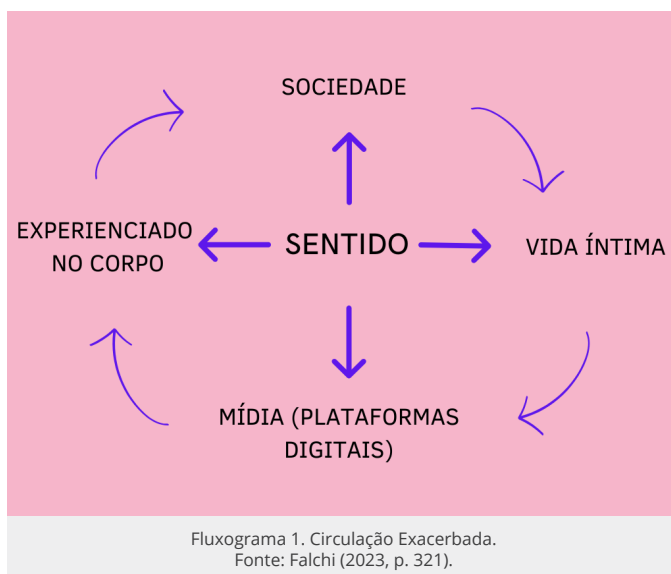 SOCIEDADE
EXPERIENCIADO
NO CORPO
SENTIDO
VIDA ÍNTIMA
MÍDIA (PLATAFORMAS
DIGITAIS)
Fluxograma 1. Circulação Exacerbada.
Fonte: Falchi (2023, p. 321).